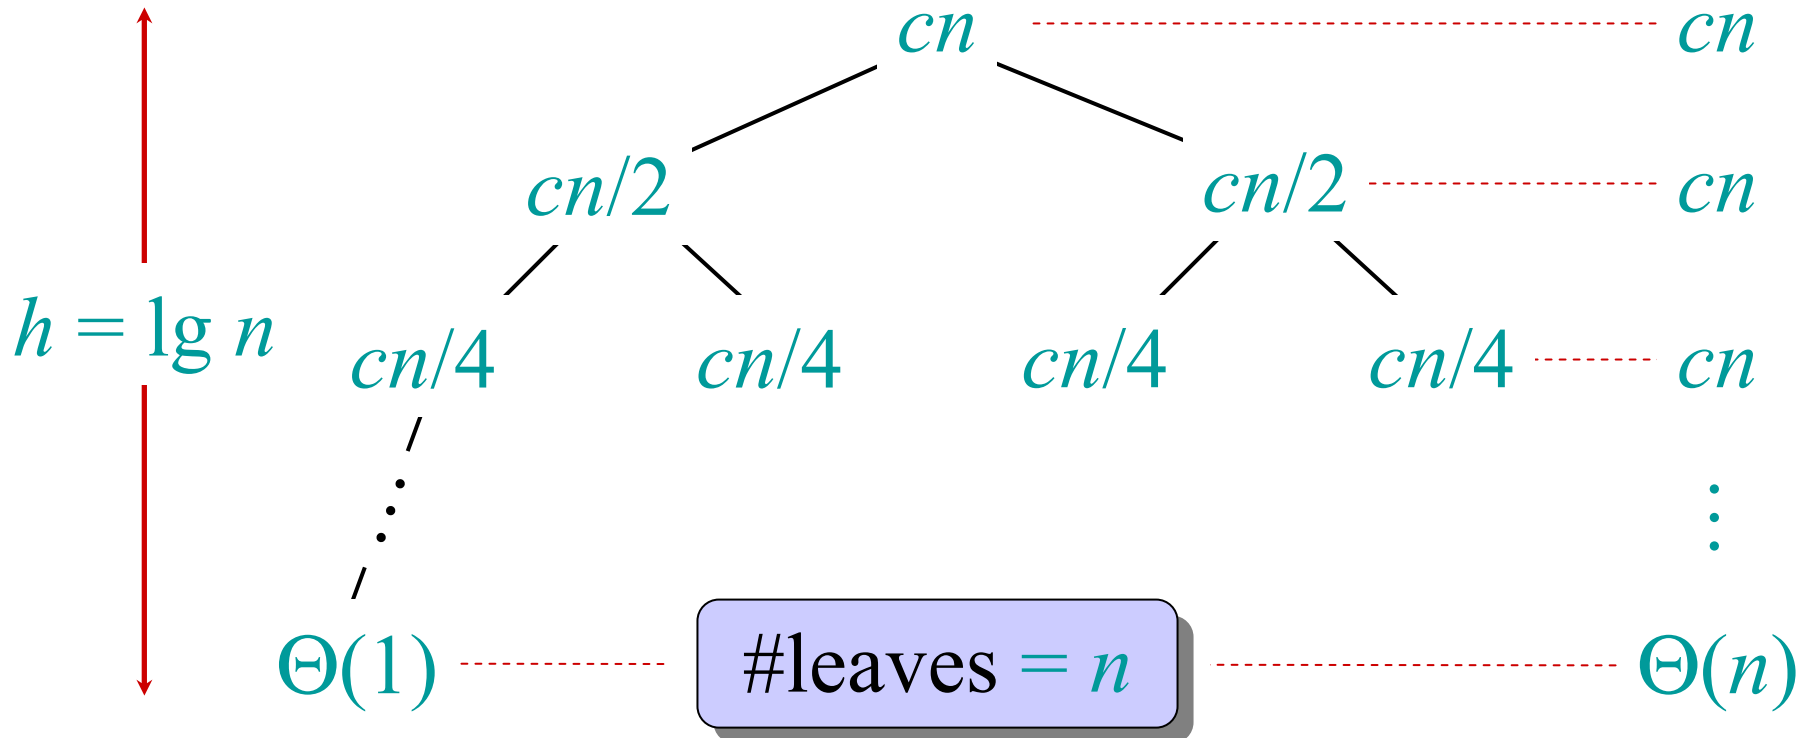 cn cn
cn/2 cn/2 cn
h = lg n
cn/4 cn/4 cn/4 cn/4 cn
Θ(1) #leaves = n Θ(n)